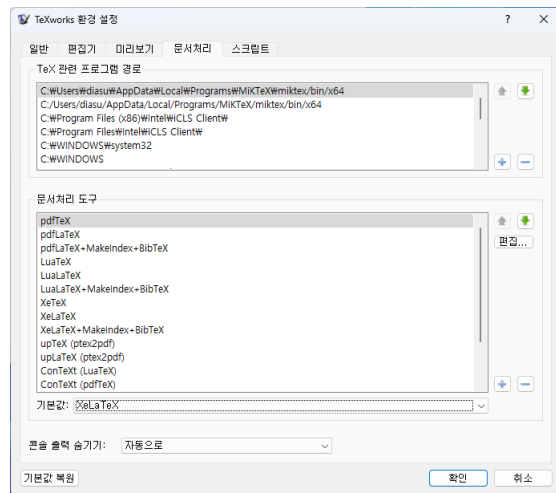 TeXworks 환경 설정
일반 편집기 미리보기 문서처리 스크립트
TeX 관련 프로그램 경로
C:₩Users₩diasu₩AppData₩Local₩Programs₩MiKTeX₩miktex/bin/x64
C:/Users/diasu/AppData/Local/Programs/MiKTeX/miktex/bin/x64
C:₩Program Files (x86)₩Intel₩iCLS Client₩
C:₩Program Files₩Intel₩iCLS Client₩
C:₩WINDOWS₩system32
C:₩WINDOWS
문서처리 도구
pdfTeX
pdfLaTeX
pdfLaTeX+MakeIndex+BibTeX
LuaTeX
LuaLaTeX
LuaLaTeX+MakeIndex+BibTeX
XeTeX
XeLaTeX
XeLaTeX+MakeIndex+BibTeX
upTeX (ptex2pdf)
upLaTeX (ptex2pdf)
ConTeXt (LuaTeX)
ConTeXt (pdfTeX)
편집...
기본값: XeLaTeX
콘솔 출력 숨기기: 자동으로
기본값 복원 확인 취소